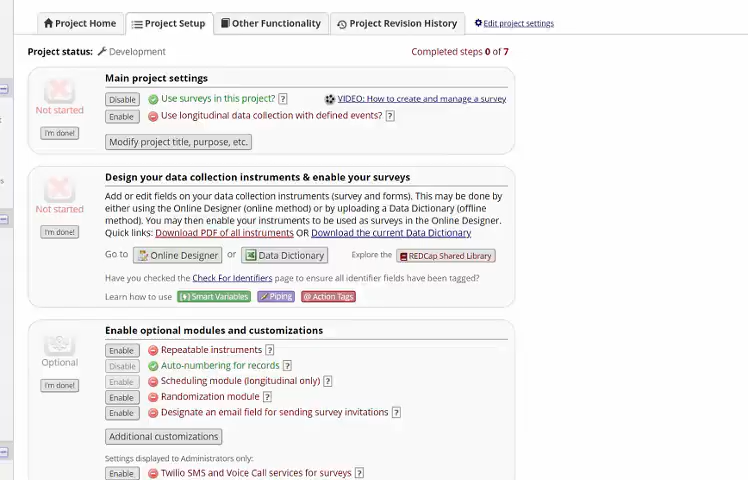 Project Home
Project Setup
Other Functionality
Project Revision History
Edit project settings
Project status: Development
Completed steps 0 of 7
Main project settings
Not started
I'm done!
Disable Use surveys in this project? ? VIDEO: How to create and manage a survey
Enable Use longitudinal data collection with defined events? ?
Modify project title, purpose, etc.
Design your data collection instruments & enable your surveys
Not started
I'm done!
Add or edit fields on your data collection instruments (survey and forms). This may be done by
either using the Online Designer (online method) or by uploading a Data Dictionary (offline
method). You may then enable your instruments to be used as surveys in the Online Designer.
Quick links: Download PDF of all instruments OR Download the current Data Dictionary
Go to Online Designer or Data Dictionary Explore the REDCap Shared Library
Have you checked the Check For Identifiers page to ensure all identifier fields have been tagged?
Learn how to use Smart Variables Piping @ Action Tags
Enable optional modules and customizations
Optional
I'm done!
Enable Repeatable instruments ?
Disable Auto-numbering for records ?
Enable Scheduling module (longitudinal only) ?
Enable Randomization module ?
Enable Designate an email field for sending survey invitations ?
Additional customizations
Settings displayed to Administrators only:
Enable Twilio SMS and Voice Call services for surveys ?